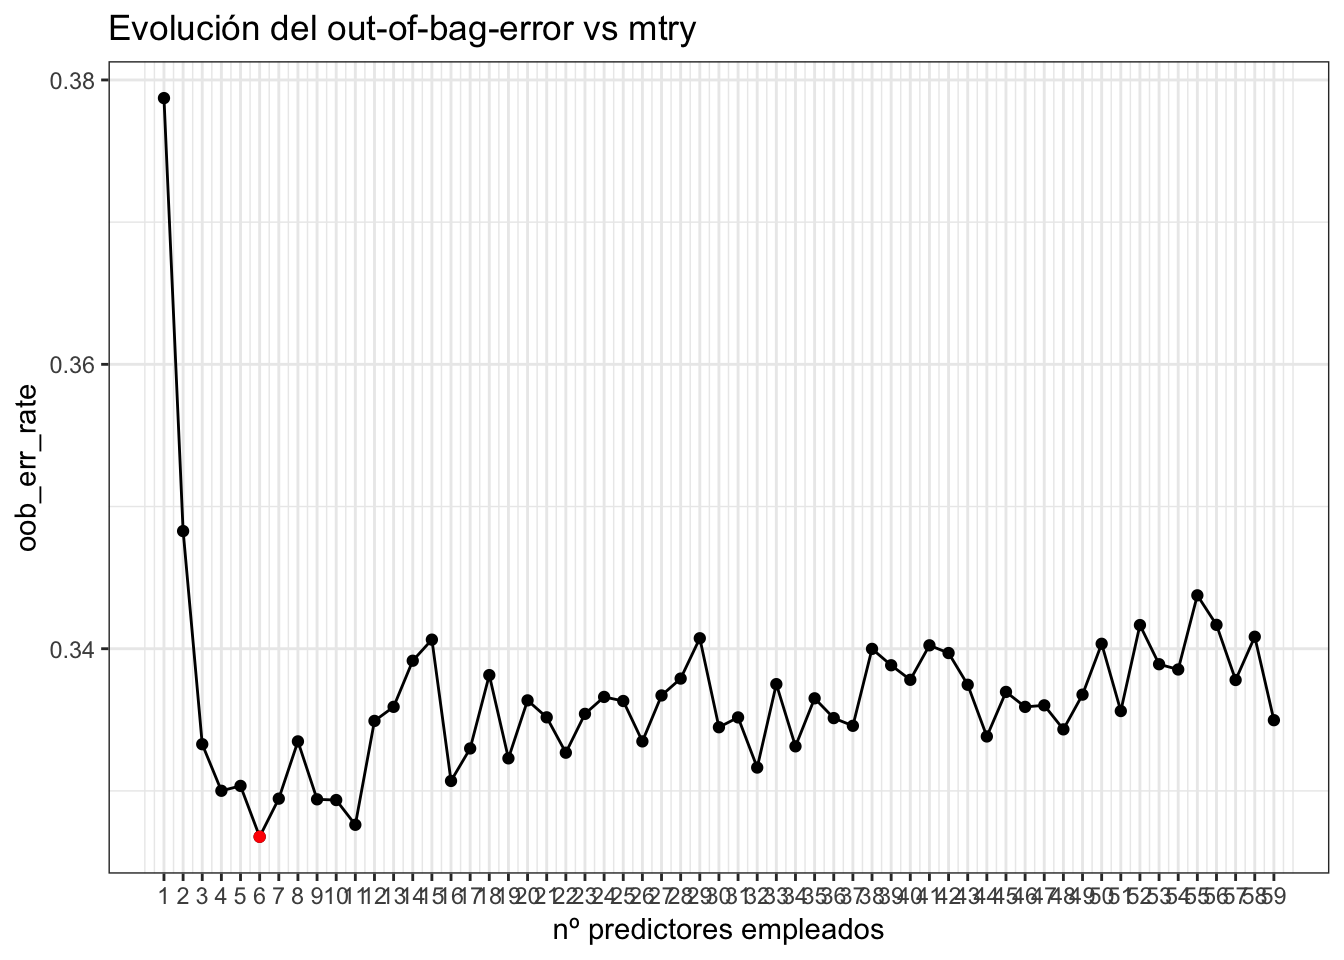 Evolución del out-of-bag-error vs mtry
0.38
0.36
0.34
oob_err_rate
1 2 3 4 5 6 7 8 9 10 11 12 13 14 15 16 17 18 19 20 21 22 23 24 25 26 27 28 29 30 31 32 33 34 35 36 37 38 39 40 41 42 43 44 45 46 47 48 49 50 51 52 53 54 55 56 57 58 59
nº predictores empleados